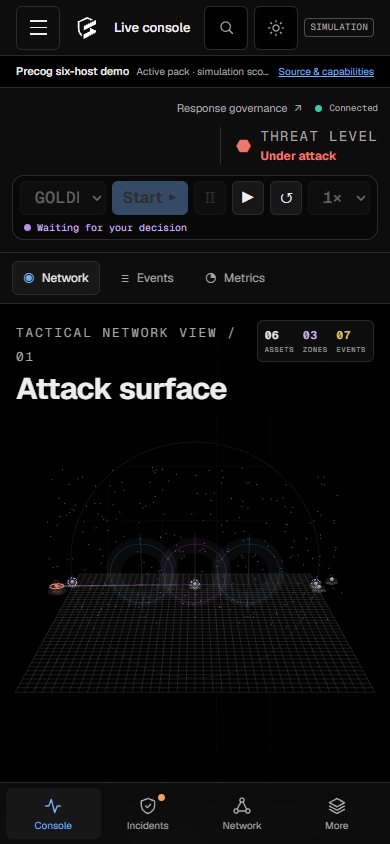 Live console
SIMULATION
Precog six-host demo Active pack · simulation sco... Source & capabilities
Response governance ↗ Connected
THREAT LEVEL
Under attack
GOLDI Start ▸ 1×
Waiting for your decision
Network Events Metrics
TACTICAL NETWORK VIEW /
01
06 03 07
ASSETS ZONES EVENTS
Attack surface
Console Incidents Network More